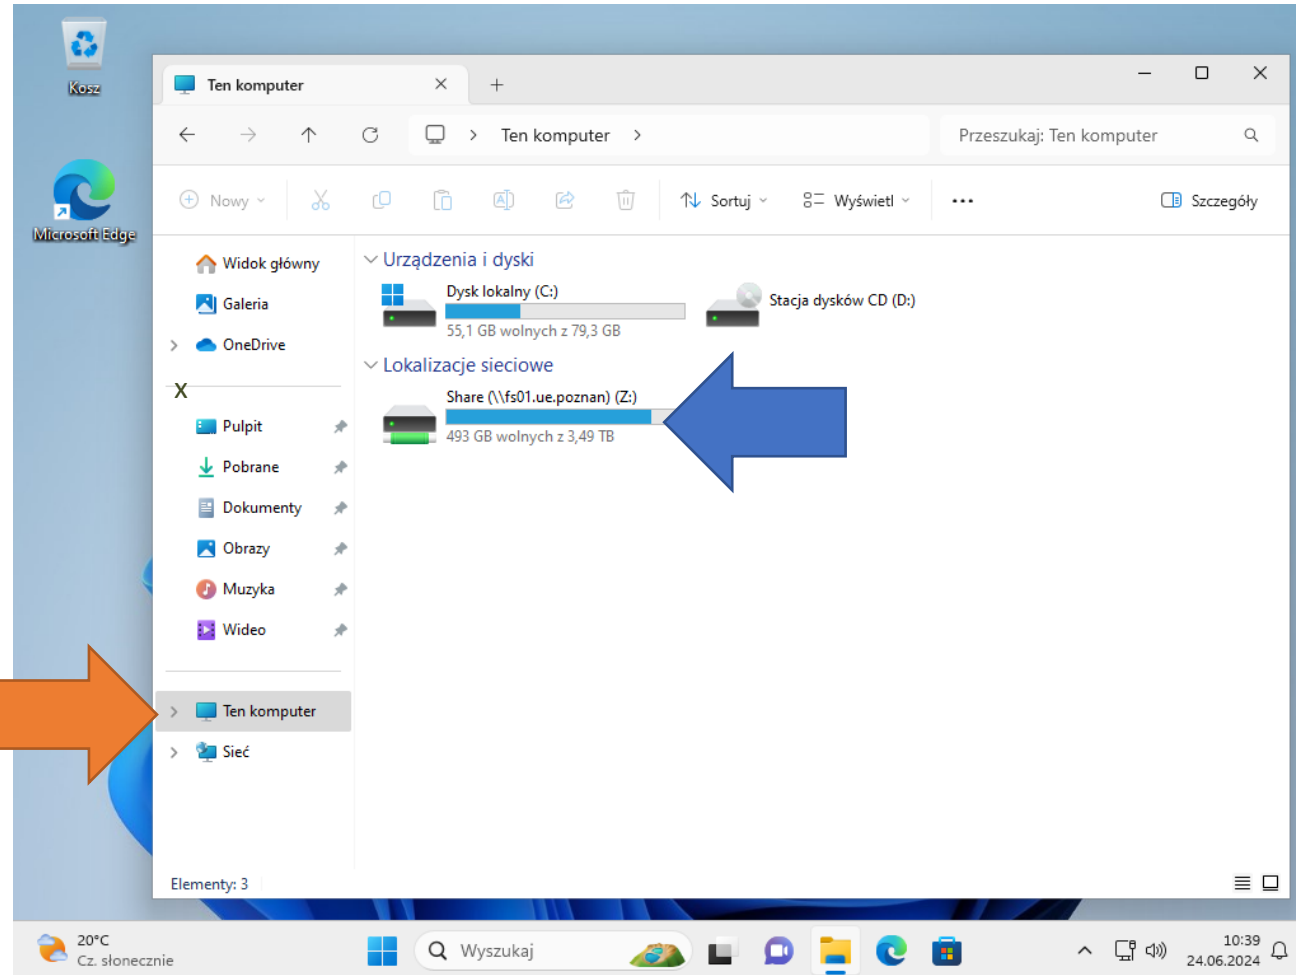 Kosz
Microsoft Edge
Ten komputer
Ten komputer
Przeszukaj: Ten komputer
Nowy
Sortuj
Wyświetl
Szczegóły
Widok główny
Galeria
OneDrive
X
Pulpit
Pobrane
Dokumenty
Obrazy
Muzyka
Wideo
Ten komputer
Sieć
Urządzenia i dyski
Dysk lokalny (C:)
55,1 GB wolnych z 79,3 GB
Stacja dysków CD (D:)
Lokalizacje sieciowe
Share (\\fs01.ue.poznan) (Z:)
493 GB wolnych z 3,49 TB
Elementy: 3
20°C
Cz. słonecznie
Wyszukaj
10:39
24.06.2024